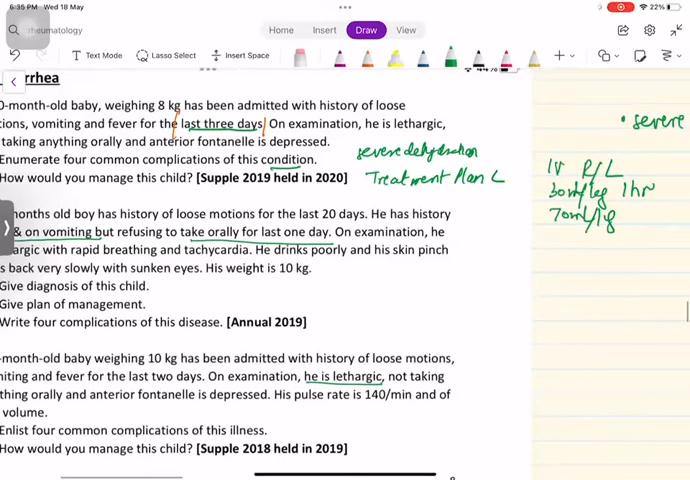 6:35 PM Wed 18 May
22%
rheumatology
Home Insert Draw View
Text Mode Lasso Select Insert Space
rrhea
0-month-old baby, weighing 8 kg has been admitted with history of loose
tions, vomiting and fever for the last three days. On examination, he is lethargic,
taking anything orally and anterior fontanelle is depressed.
Enumerate four common complications of this condition.
How would you manage this child? [Supple 2019 held in 2020]
severe dehydration
Treatment Plan C
months old boy has history of loose motions for the last 20 days. He has history
& on vomiting but refusing to take orally for last one day. On examination, he
argic with rapid breathing and tachycardia. He drinks poorly and his skin pinch
s back very slowly with sunken eyes. His weight is 10 kg.
Give diagnosis of this child.
Give plan of management.
Write four complications of this disease. [Annual 2019]
-month-old baby weighing 10 kg has been admitted with history of loose motions,
niting and fever for the last two days. On examination, he is lethargic, not taking
thing orally and anterior fontanelle is depressed. His pulse rate is 140/min and of
volume.
Enlist four common complications of this illness.
How would you manage this child? [Supple 2018 held in 2019]
• severe
IV R/L
30ml/kg 1hr
70ml/kg